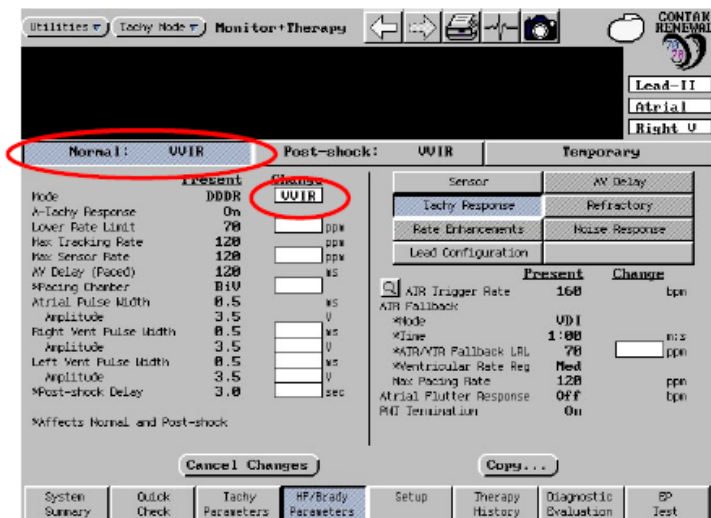 Utilities Tachy Mode Monitor+Therapy
CONTAK
RENEWAL
Lead-II
Atrial
Right V
Normal: VVIR Post-shock: VVIR Temporary
Present Change
Mode DDDR VVIR
A-Tachy Response On
Lower Rate Limit 70 ppm
Max Tracking Rate 120 ppm
Max Sensor Rate 120 ppm
AV Delay (Paced) 120 ms
*Pacing Chamber BiV
Atrial Pulse Width 0.5 ms
Amplitude 3.5 V
Right Vent Pulse Width 0.5 ms
Amplitude 3.5 V
Left Vent Pulse Width 0.5 ms
Amplitude 3.5 V
*Post-shock Delay 3.0 sec
*Affects Normal and Post-shock
Sensor AV Delay
Tachy Response Refractory
Rate Enhancements Noise Response
Lead Configuration
Present Change
ATR Trigger Rate 160 bpm
ATR Fallback
*Mode VDI
*Time 1:00 m:s
*ATR/VTR Fallback LRL 70 ppm
*Ventricular Rate Reg Med
Max Pacing Rate 120 ppm
Atrial Flutter Response Off bpm
PMT Termination On
Cancel Changes Copy...
System Summary Quick Check Tachy Parameters HF/Brady Parameters Setup Therapy History Diagnostic Evaluation EP Test